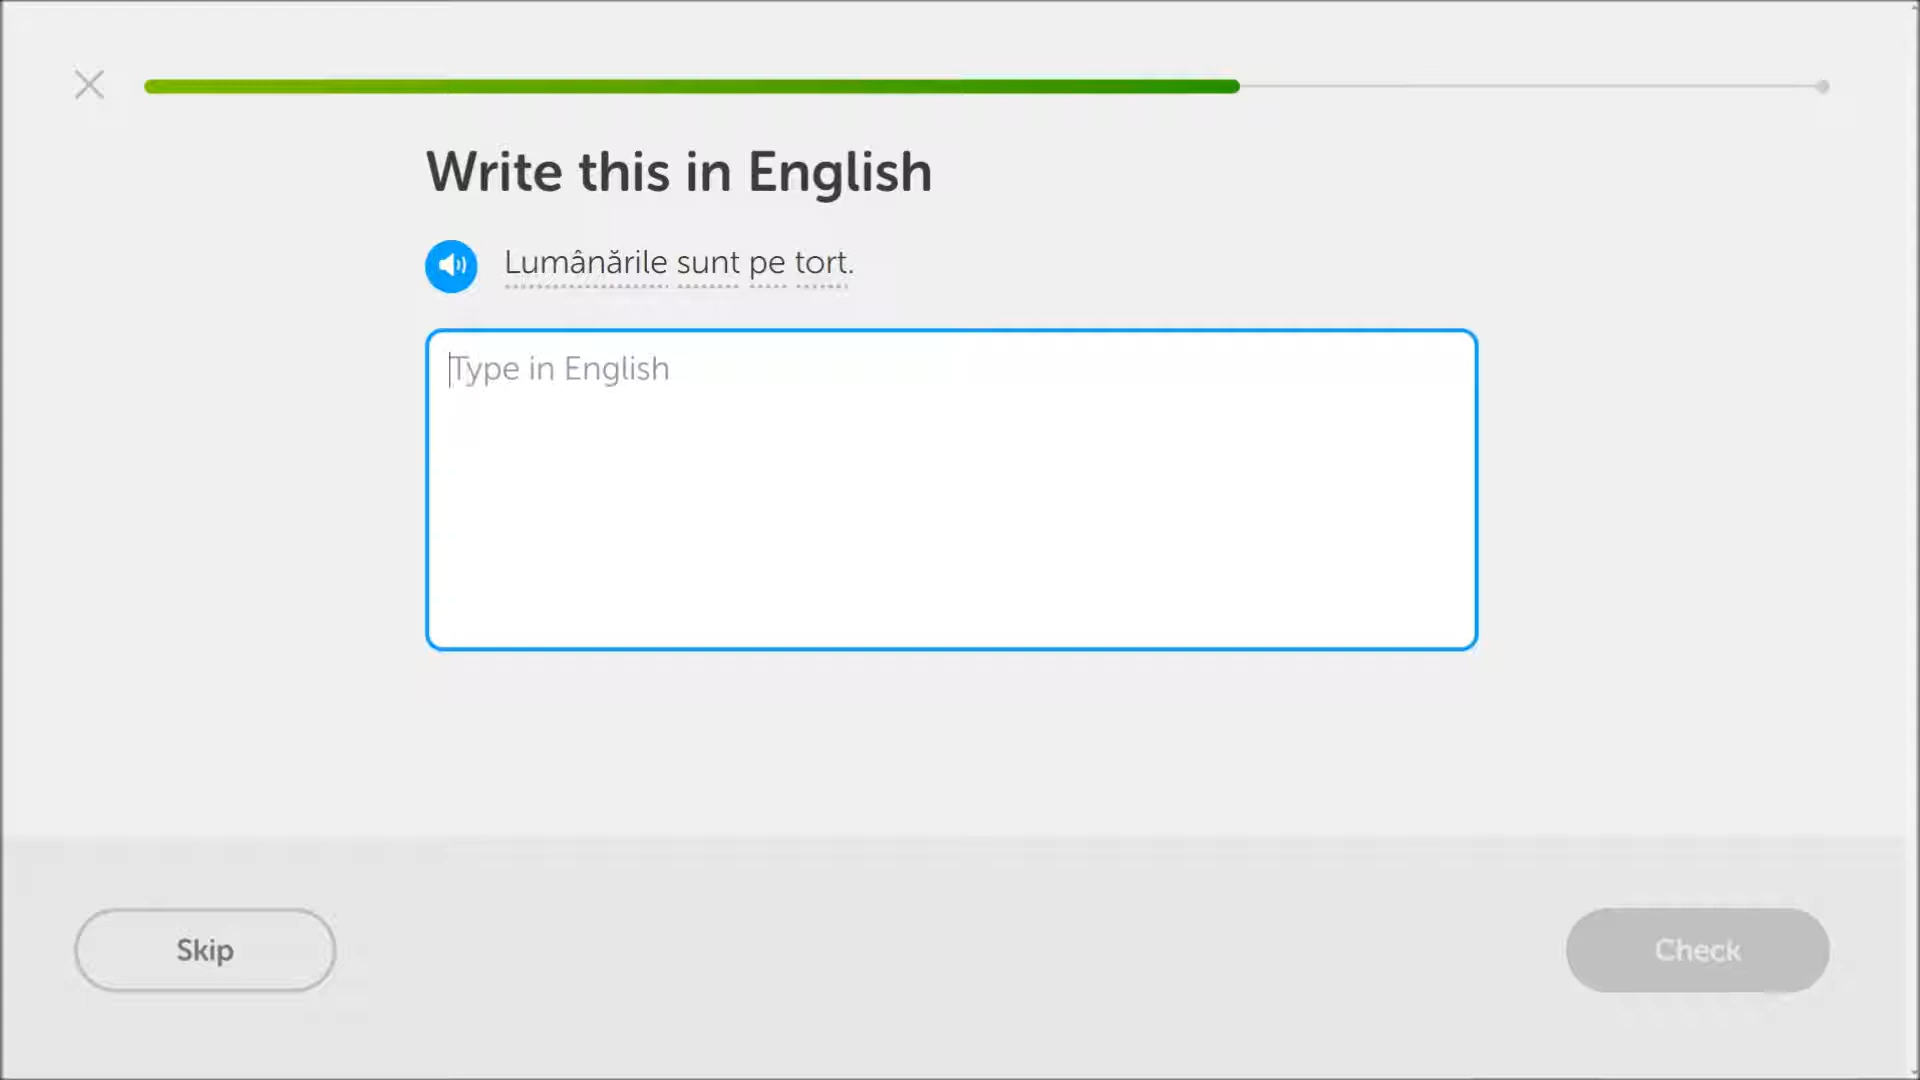 Write this in English
Lumânările sunt pe tort.
Type in English
Skip
Check